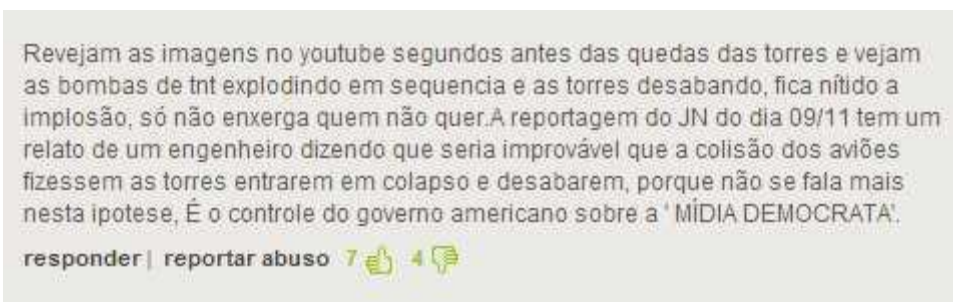 Revejam as imagens no youtube segundos antes das quedas das torres e vejam
as bombas de tnt explodindo em sequencia e as torres desabando, fica nítido a
implosão, só não enxerga quem não quer.A reportagem do JN do dia 09/11 tem um
relato de um engenheiro dizendo que seria improvável que a colisão dos aviões
fizessem as torres entrarem em colapso e desabarem, porque não se fala mais
nesta ipotese, É o controle do governo americano sobre a ' MÍDIA DEMOCRATA'.
responder | reportar abuso 7 4